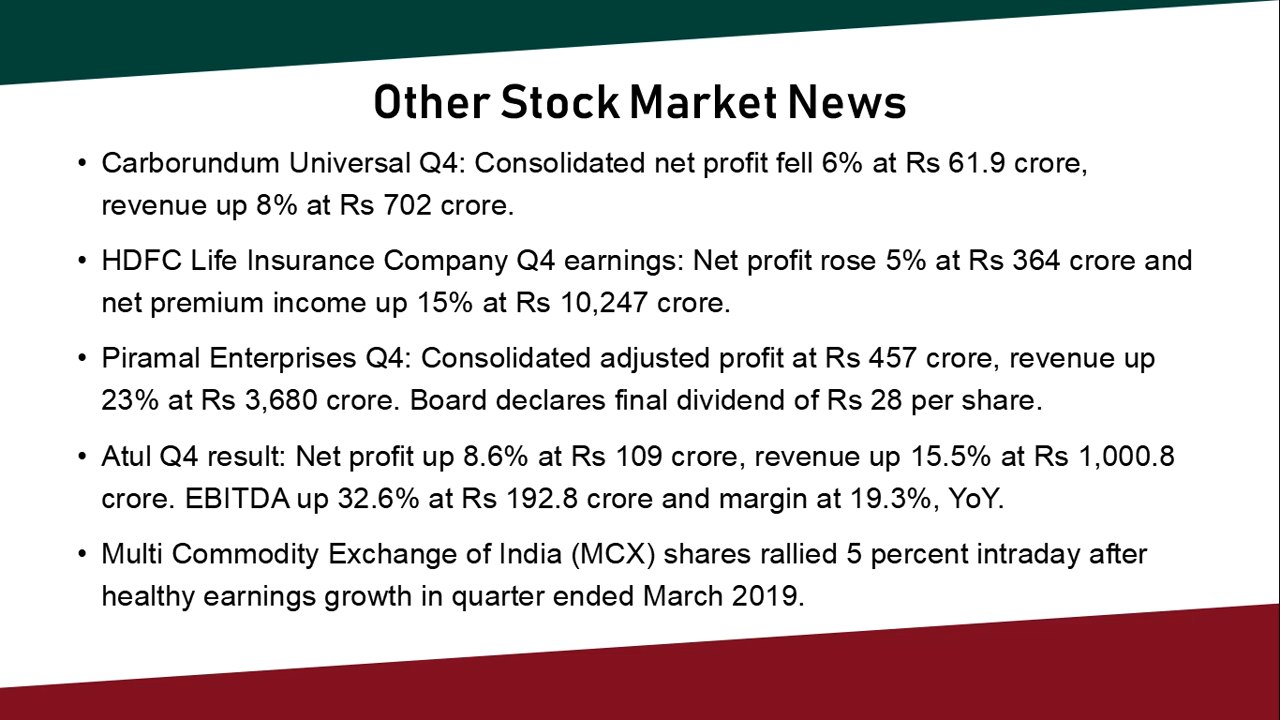 Other Stock Market News
• Carborundum Universal Q4: Consolidated net profit fell 6% at Rs 61.9 crore,
revenue up 8% at Rs 702 crore.
• HDFC Life Insurance Company Q4 earnings: Net profit rose 5% at Rs 364 crore and
net premium income up 15% at Rs 10,247 crore.
• Piramal Enterprises Q4: Consolidated adjusted profit at Rs 457 crore, revenue up
23% at Rs 3,680 crore. Board declares final dividend of Rs 28 per share.
• Atul Q4 result: Net profit up 8.6% at Rs 109 crore, revenue up 15.5% at Rs 1,000.8
crore. EBITDA up 32.6% at Rs 192.8 crore and margin at 19.3%, YoY.
• Multi Commodity Exchange of India (MCX) shares rallied 5 percent intraday after
healthy earnings growth in quarter ended March 2019.